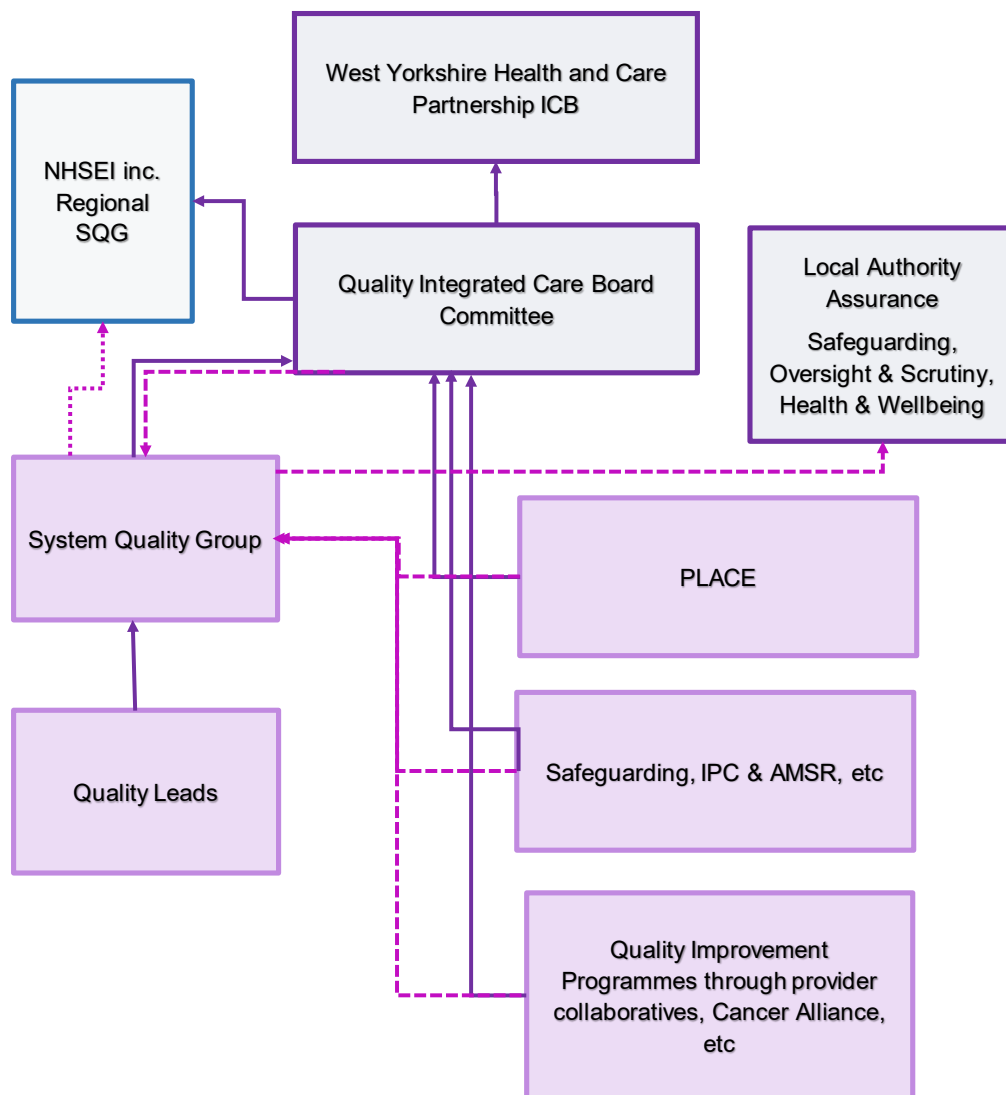 West Yorkshire Health and Care
Partnership ICB
NHSEI inc.
Regional
SQG
Quality Integrated Care Board
Committee
Local Authority
Assurance
Safeguarding,
Oversight & Scrutiny,
Health & Wellbeing
System Quality Group
PLACE
Quality Leads
Safeguarding, IPC & AMSR, etc
Quality Improvement
Programmes through provider
collaboratives, Cancer Alliance,
etc